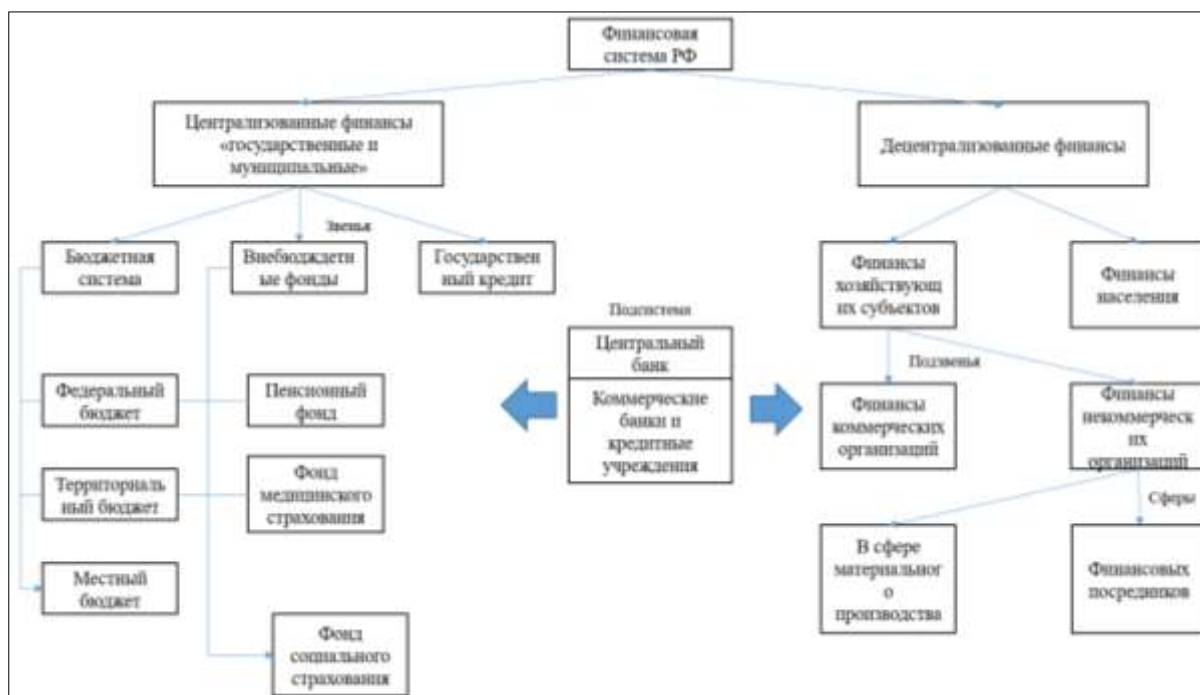 Финансовая
система РФ
Централизованные финансы
«государственные и
муниципальные»
Децентрализованные финансы
Звенья
Бюджетная
система
Внебюждетн
ые фонды
Государствен
ный кредит
Финансы
хозяйствующ
их субъектов
Финансы
населения
Подсистема
Центральный
банк
Коммерческие
банки и
кредитные
учреждения
Подзвенья
Федеральный
бюджет
Пенсионный
фонд
Финансы
коммерческих
организаций
Финансы
некоммерческ
их
организаций
Территориаль
ный бюджет
Фонд
медицинского
страхования
Сферы
Местный
бюджет
В сфере
материальног
о
производства
Финансовых
посредников
Фонд
социального
страхования